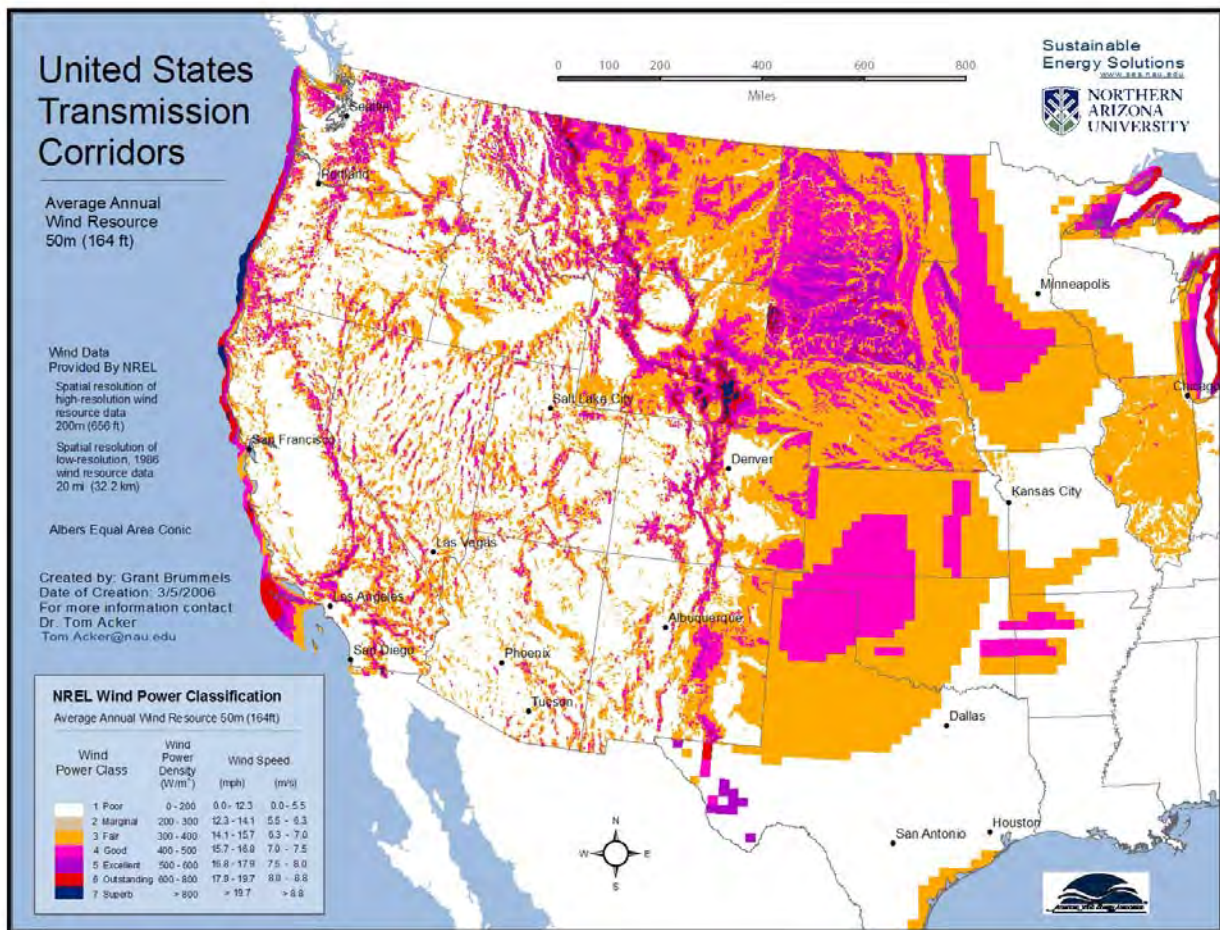 United States
Transmission
Corridors
Average Annual
Wind Resource
50m (164 ft)
Wind Data
Provided By NREL
Spatial resolution of
high-resolution wind
resource data
200m (656 ft)
Spatial resolution of
low-resolution, 1986
wind resource data
20 mi (32.2 km)
Albers Equal Area Conic
Created by: Grant Brummels
Date of Creation: 3/5/2006
For more information contact
Dr. Tom Acker
Tom.Acker@nau.edu
0 100 200 400 600 800
Miles
Sustainable
Energy Solutions
www.ses.nau.edu
NORTHERN
ARIZONA
UNIVERSITY
Seattle
Portland
Minneapolis
Chicago
Salt Lake City
San Francisco
Denver
Kansas City
Las Vegas
Los Angeles
Albuquerque
San Diego
Phoenix
Tucson
Dallas
San Antonio
Houston
N
W E
S
NREL Wind Power Classification
Average Annual Wind Resource 50m (164ft)
Wind Power Class Wind Power Density (W/m²) Wind Speed (mph) (m/s)
1 Poor 0-200 0.0-12.3 0.0-5.5
2 Marginal 200-300 12.3-14.1 5.5-6.3
3 Fair 300-400 14.1-15.7 6.3-7.0
4 Good 400-500 15.7-16.8 7.0-7.5
5 Excellent 500-600 16.8-17.9 7.5-8.0
6 Outstanding 600-800 17.9-19.7 8.0-8.8
7 Superb >800 >19.7 >8.8